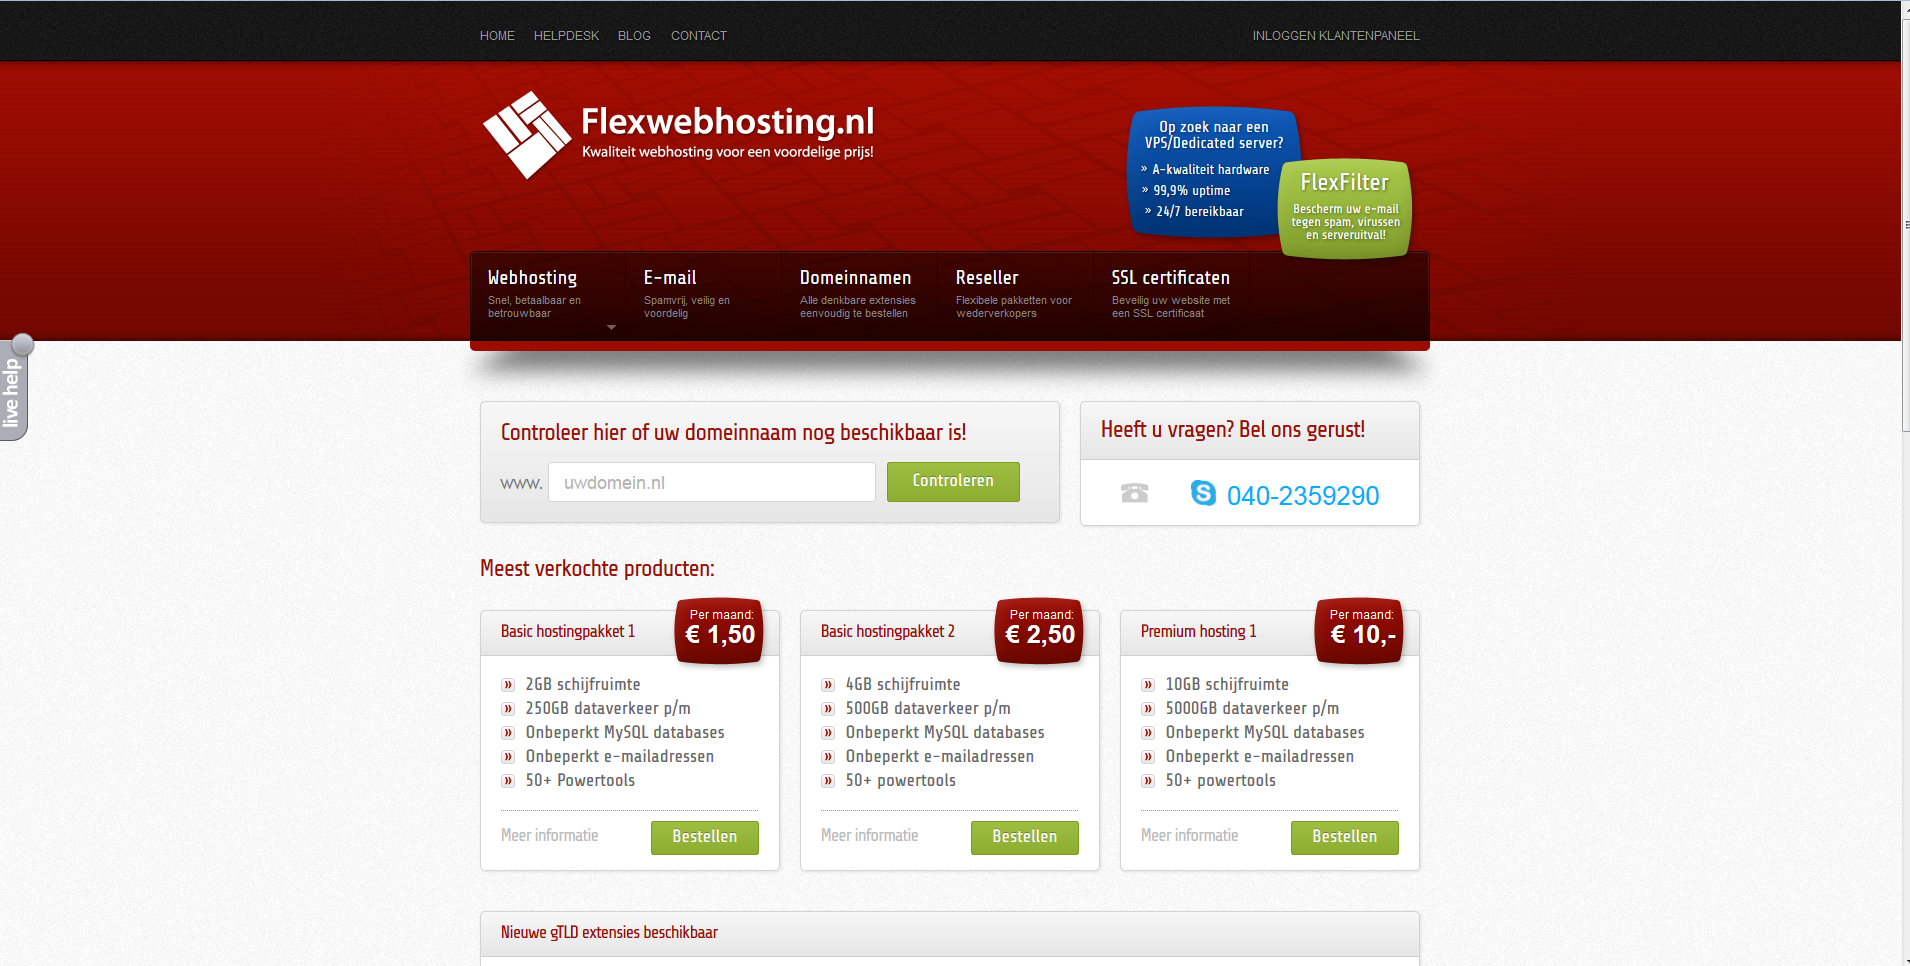 HOME HELPDESK BLOG CONTACT INLOGGEN KLANTENPANEEL
Flexwebhosting.nl
Kwaliteit webhosting voor een voordelige prijs!
Op zoek naar een
VPS/Dedicated server?
» A-kwaliteit hardware
» 99,9% uptime
» 24/7 bereikbaar
FlexFilter
Bescherm uw e-mail
tegen spam, virussen
en serveruitval!
Webhosting
Snel, betaalbaar en
betrouwbaar
E-mail
Spamvrij, veilig en
voordelig
Domeinnamen
Alle denkbare extensies
eenvoudig te bestellen
Reseller
Flexibele pakketten voor
wederverkopers
SSL certificaten
Beveilig uw website met
een SSL certificaat
live help
Controleer hier of uw domeinnaam nog beschikbaar is!
www. uwdomein.nl Controleren
Heeft u vragen? Bel ons gerust!
040-2359290
Meest verkochte producten:
Basic hostingpakket 1
Per maand:
€ 1,50
» 2GB schijfruimte
» 250GB dataverkeer p/m
» Onbeperkt MySQL databases
» Onbeperkt e-mailadressen
» 50+ Powertools
Meer informatie Bestellen
Basic hostingpakket 2
Per maand:
€ 2,50
» 4GB schijfruimte
» 500GB dataverkeer p/m
» Onbeperkt MySQL databases
» Onbeperkt e-mailadressen
» 50+ powertools
Meer informatie Bestellen
Premium hosting 1
Per maand:
€ 10,-
» 10GB schijfruimte
» 5000GB dataverkeer p/m
» Onbeperkt MySQL databases
» Onbeperkt e-mailadressen
» 50+ powertools
Meer informatie Bestellen
Nieuwe gTLD extensies beschikbaar